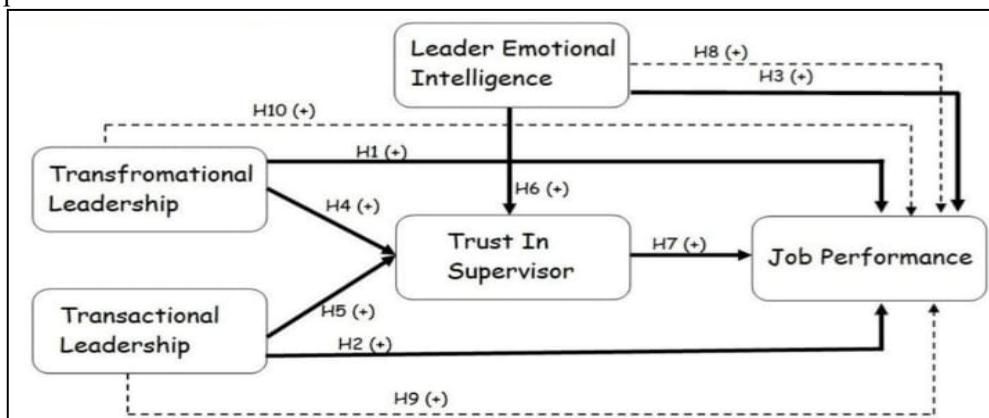 Leader Emotional
Intelligence
H8 (+)
H3 (+)
H10 (+)
H1 (+)
Transfromational
Leadership
H4 (+)
H6 (+)
Trust In
Supervisor
H7 (+)
Job Performance
Transactional
Leadership
H5 (+)
H2 (+)
H9 (+)